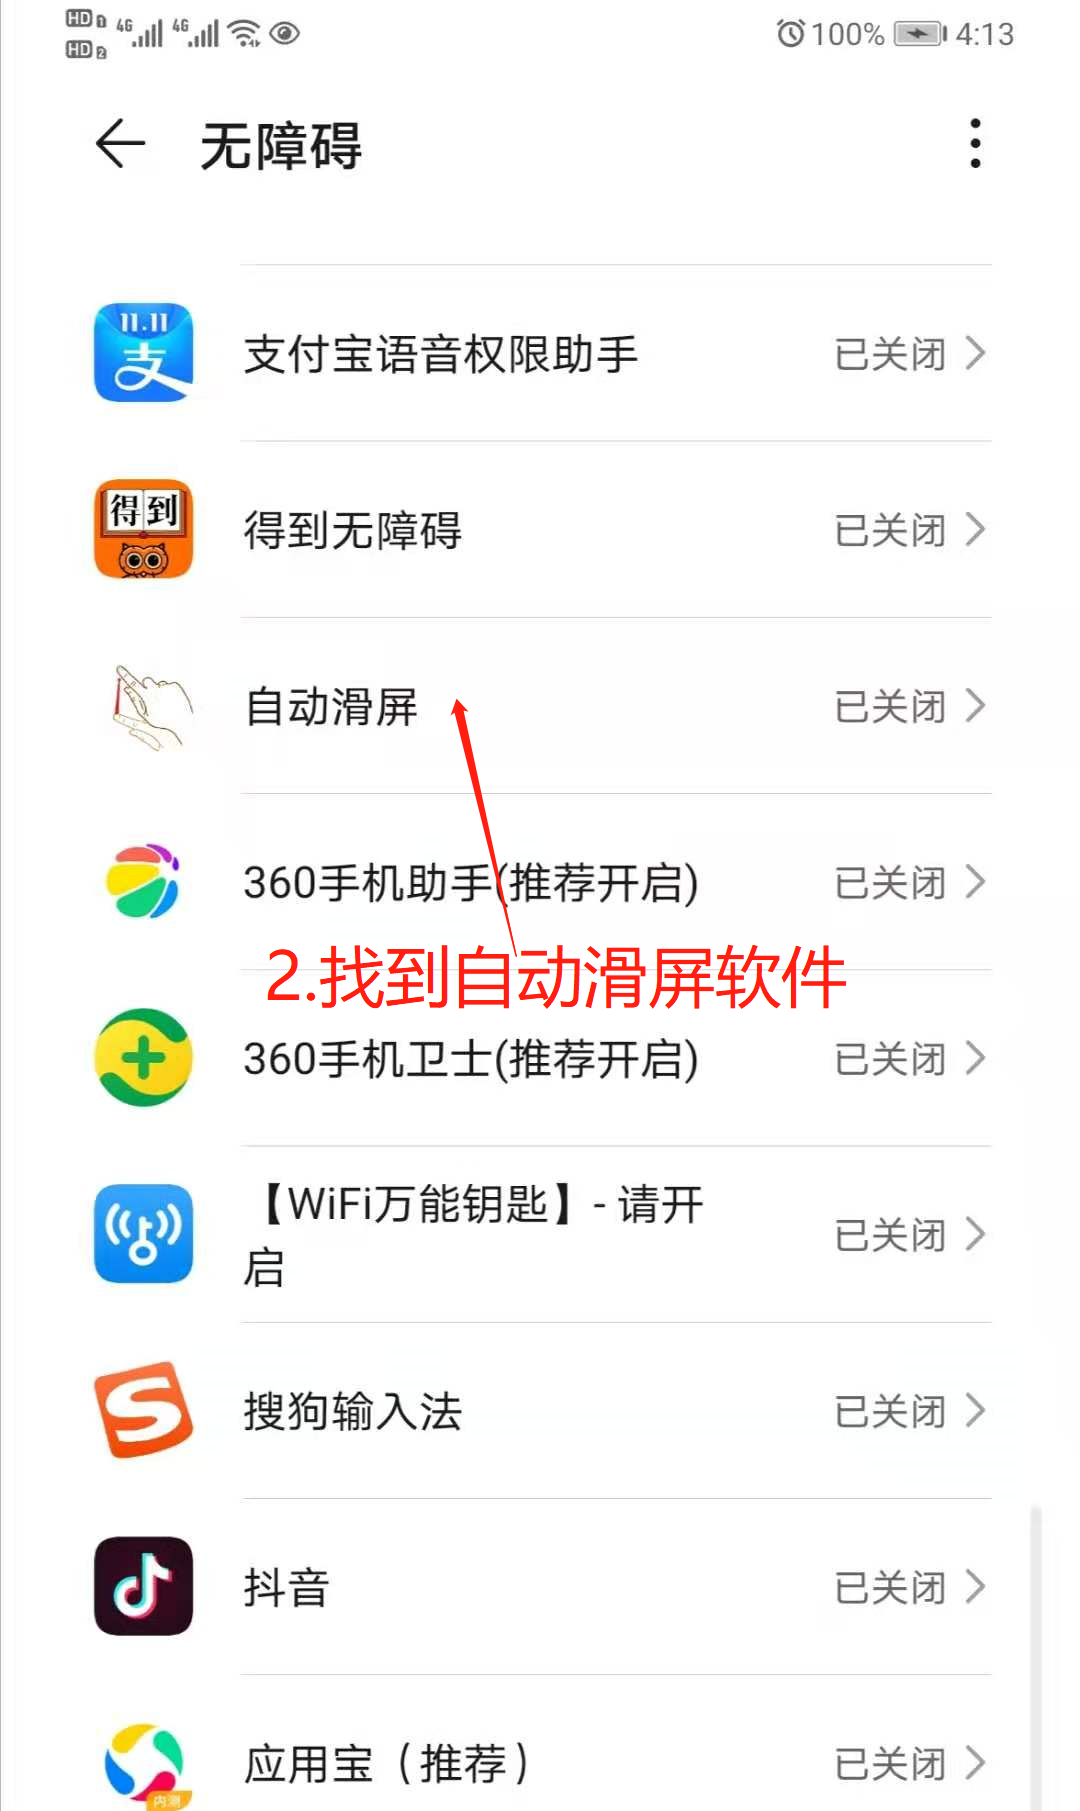 HD 1 4G 4G 100% 4:13
HD 2
无障碍
11.11
支
支付宝语音权限助手 已关闭
得到
得到无障碍 已关闭
自动滑屏 已关闭
360手机助手(推荐开启) 已关闭
2.找到自动滑屏软件
360手机卫士(推荐开启) 已关闭
【WiFi万能钥匙】- 请开
启
已关闭
搜狗输入法 已关闭
抖音 已关闭
应用宝（推荐） 已关闭
内测